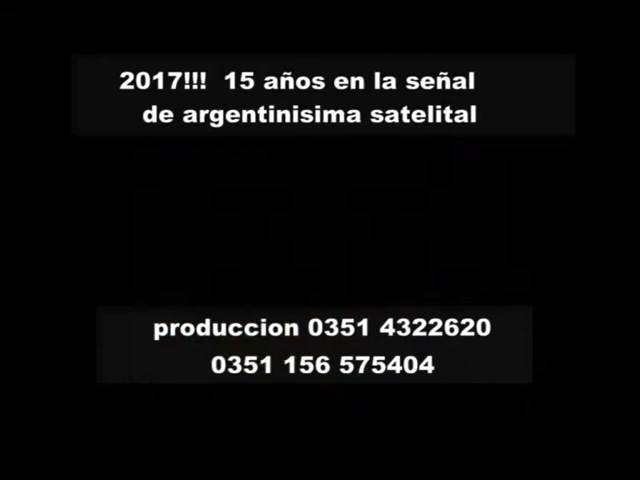 2017!!! 15 años en la señal
de argentinisima satelital
produccion 0351 4322620
0351 156 575404